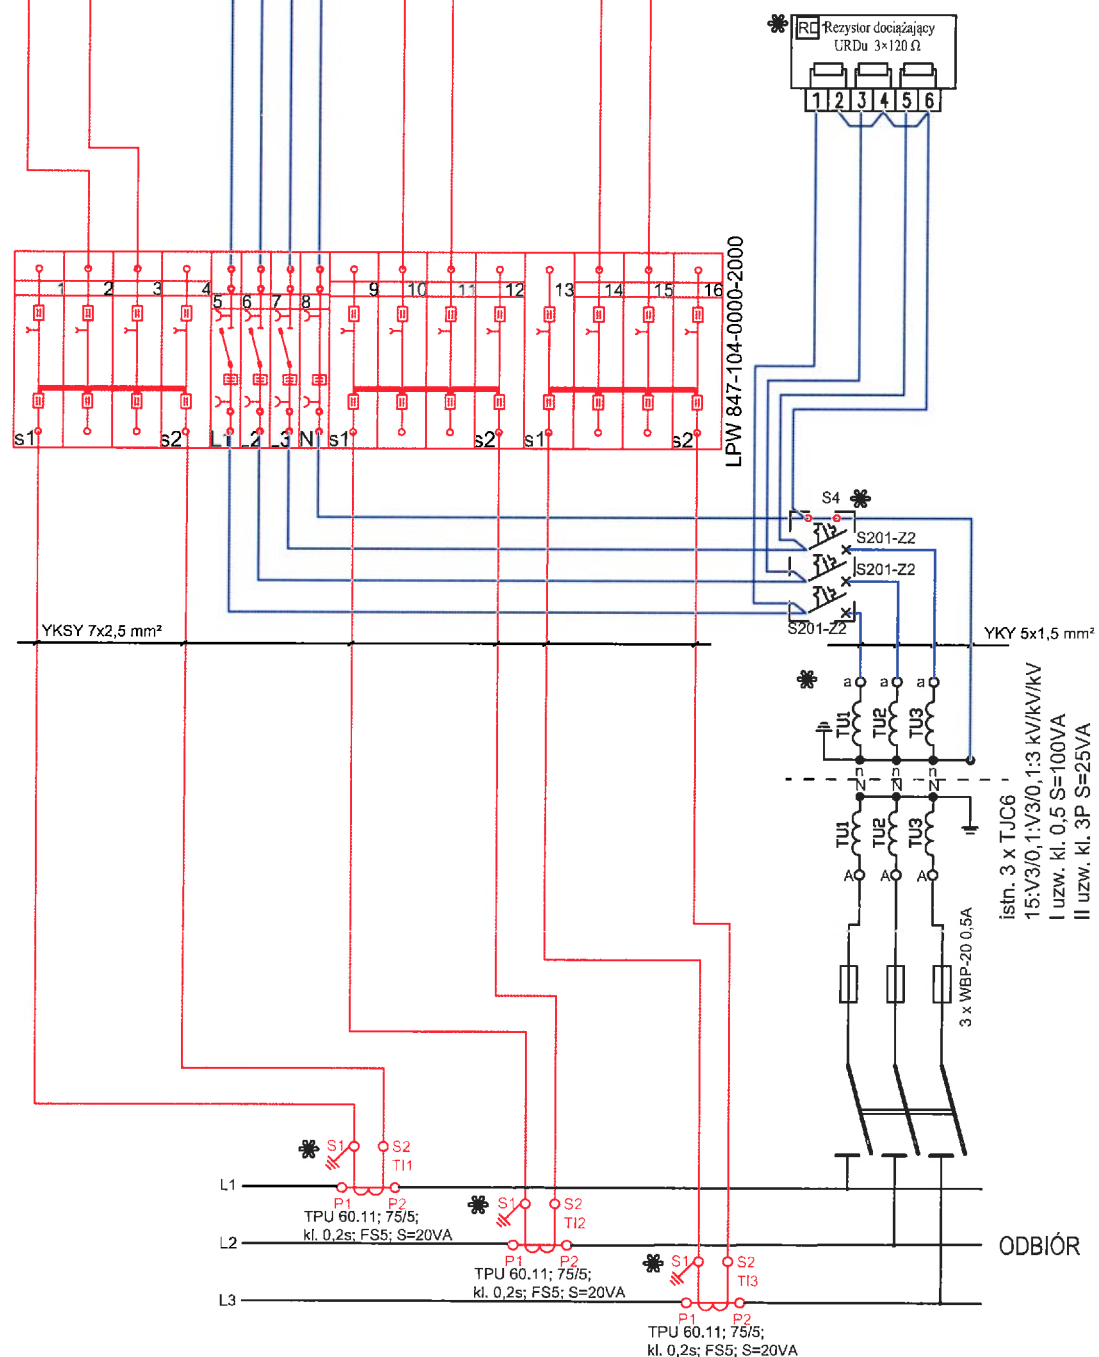 RD Rezystor dociążający
URDu 3×120 Ω
1 2 3 4 5 6
LPW 847-104-0000-2000
1 2 3 4 5 6 7 8 9 10 11 12 13 14 15 16
s1 s2 L1 L2 L3 N s1 s2 s1 s2
S4
S201-Z2
S201-Z2
S201-Z2
YKSY 7x2,5 mm²
YKY 5x1,5 mm²
a a a
TU1 TU2 TU3
n n n
N N N
TU1 TU2 TU3
A A A
istn. 3 x TJC6
15:V3/0,1:V3/0,1:3 kV/kV/kV
I uzw. kl. 0,5 S=100VA
II uzw. kl. 3P S=25VA
3 x WBP-20 0,5A
S1 S2
TI1
L1
P1 P2
TPU 60.11; 75/5;
kl. 0,2s; FS5; S=20VA
S1 S2
TI2
L2
P1 P2
TPU 60.11; 75/5;
kl. 0,2s; FS5; S=20VA
ODBIÓR
S1 S2
TI3
L3
P1 P2
TPU 60.11; 75/5;
kl. 0,2s; FS5; S=20VA